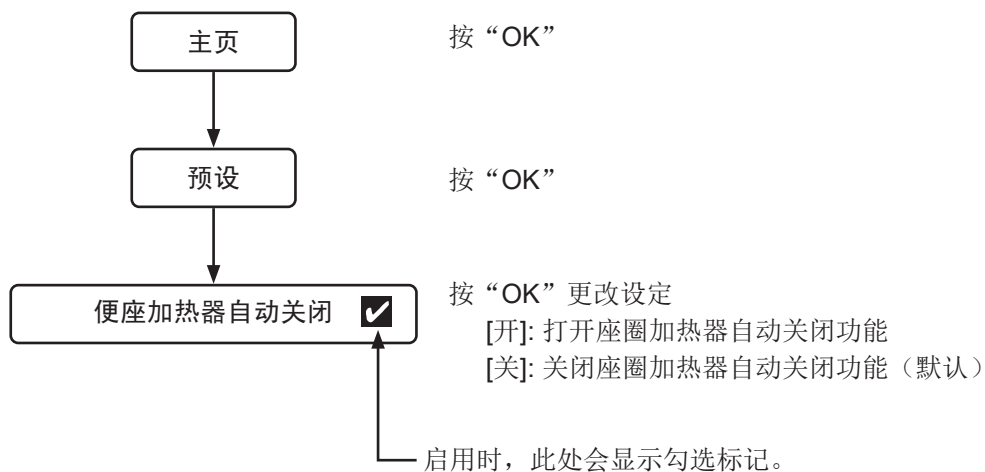 主页
按“OK”
预设
按“OK”
便座加热器自动关闭 ✔
按“OK”更改设定
[开]: 打开座圈加热器自动关闭功能
[关]: 关闭座圈加热器自动关闭功能（默认）
启用时，此处会显示勾选标记。